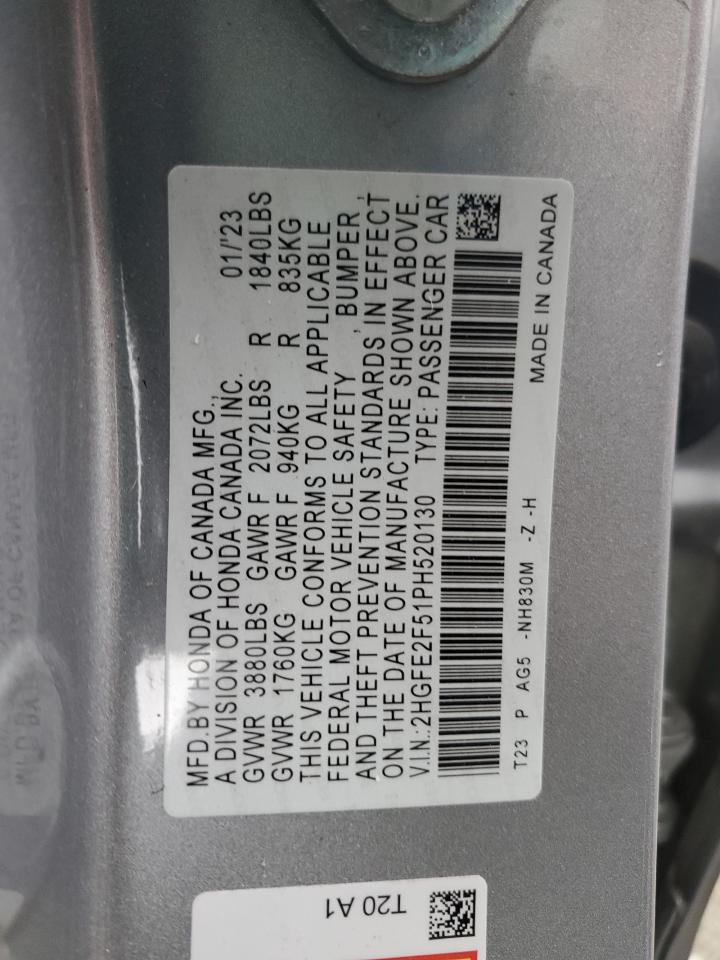 MFD.BY HONDA OF CANADA MFG., 01/'23
A DIVISION OF HONDA CANADA INC.
GVWR 3880LBS GAWR F 2072LBS R 1840LBS
GVWR 1760KG GAWR F 940KG R 835KG
THIS VEHICLE CONFORMS TO ALL APPLICABLE
FEDERAL MOTOR VEHICLE SAFETY, BUMPER,
AND THEFT PREVENTION STANDARDS IN EFFECT
ON THE DATE OF MANUFACTURE SHOWN ABOVE.
V.I.N.:2HGFE2F51PH520130 TYPE: PASSENGER CAR
T23 P AG5 -NH830M -Z -H
MADE IN CANADA
T20 A1